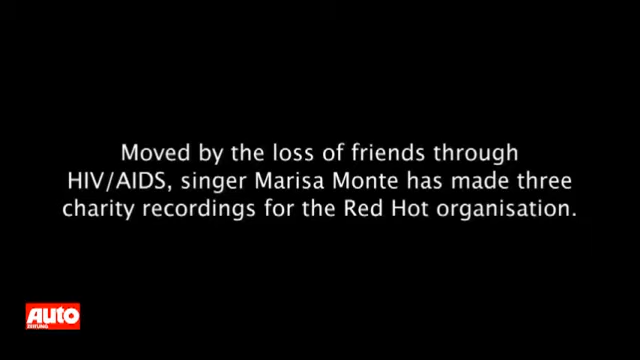 Moved by the loss of friends through
HIV/AIDS, singer Marisa Monte has made three
charity recordings for the Red Hot organisation.
AUTO
ZEITUNG